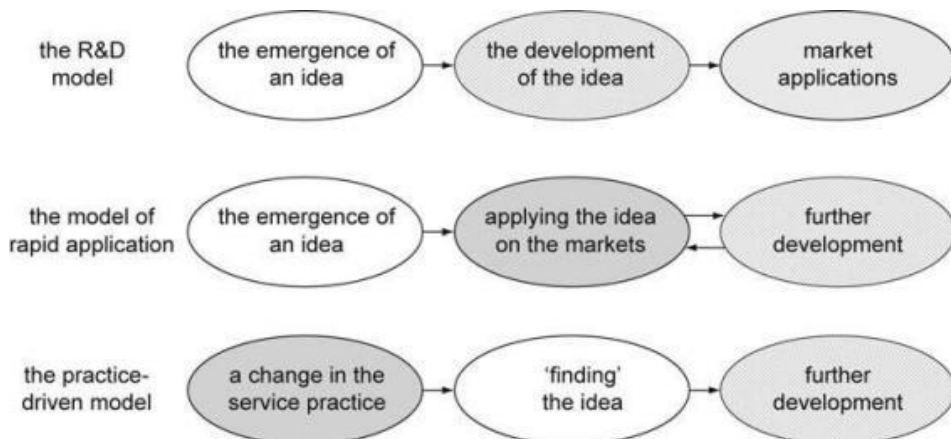 the R&D
model
the emergence of
an idea
the development
of the idea
market
applications
the model of
rapid application
the emergence of
an idea
applying the idea
on the markets
further
development
the practice-
driven model
a change in the
service practice
‘finding’
the idea
further
development